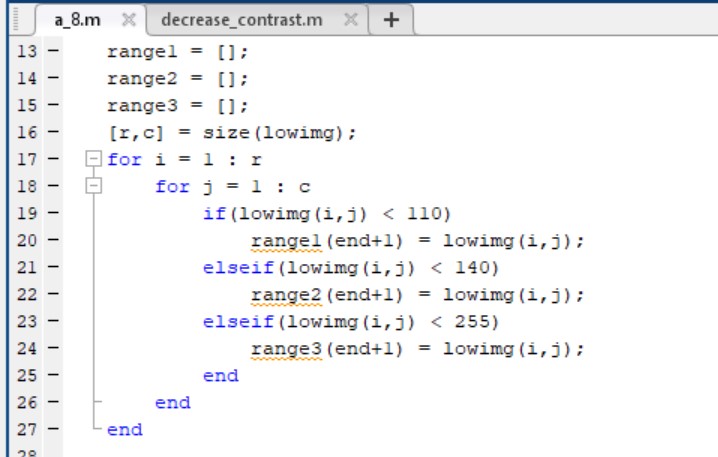 a_8.m × decrease_contrast.m × +
13 – range1 = [];
14 – range2 = [];
15 – range3 = [];
16 – [r,c] = size(lowimg);
17 – for i = 1 : r
18 – for j = 1 : c
19 – if(lowimg(i,j) < 110)
20 – range1(end+1) = lowimg(i,j);
21 – elseif(lowimg(i,j) < 140)
22 – range2(end+1) = lowimg(i,j);
23 – elseif(lowimg(i,j) < 255)
24 – range3(end+1) = lowimg(i,j);
25 – end
26 – end
27 – end
28